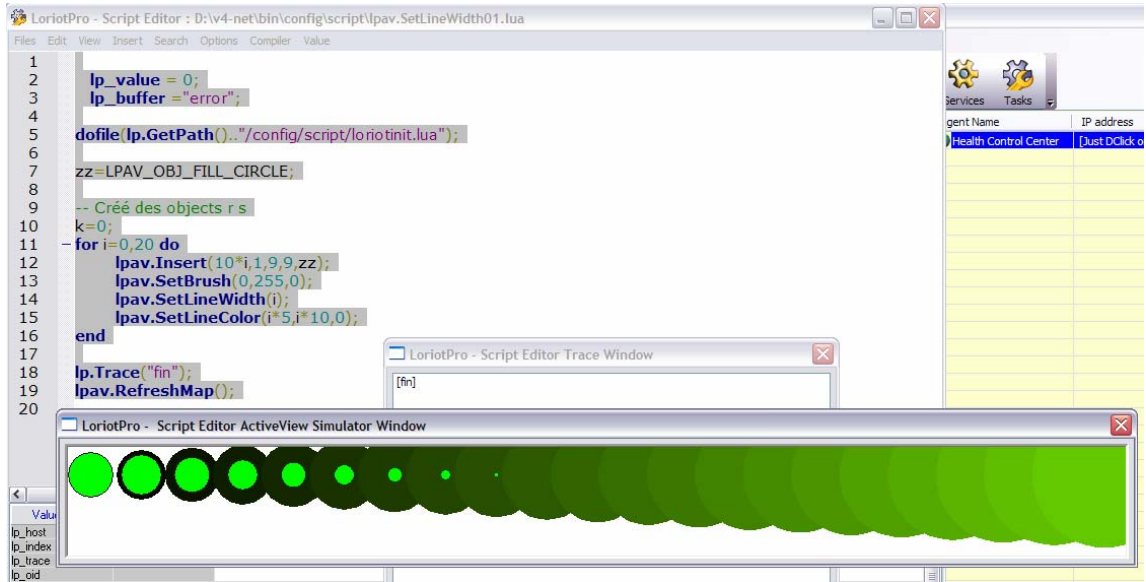 LoriotPro - Script Editor : D:\v4-net\bin\config\script\lpav.SetLineWidth01.lua
Files Edit View Insert Search Options Compiler Value
1
2 lp_value = 0;
3 lp_buffer ="error";
4
5 dofile(lp.GetPath().."/config/script/loriotinit.lua");
6
7 zz=LPAV_OBJ_FILL_CIRCLE;
8
9 -- Créé des objects r s
10 k=0;
11 for i=0,20 do
12 lpav.Insert(10*i,1,9,9,zz);
13 lpav.SetBrush(0,255,0);
14 lpav.SetLineWidth(i);
15 lpav.SetLineColor(i*5,i*10,0);
16 end
17
18 lp.Trace("fin");
19 lpav.RefreshMap();
20
Services Tasks
gent Name IP address
Health Control Center [Just DClick o
LoriotPro - Script Editor Trace Window
[fin]
LoriotPro - Script Editor ActiveView Simulator Window
Valu
lp_host
lp_index
lp_trace
lp_oid